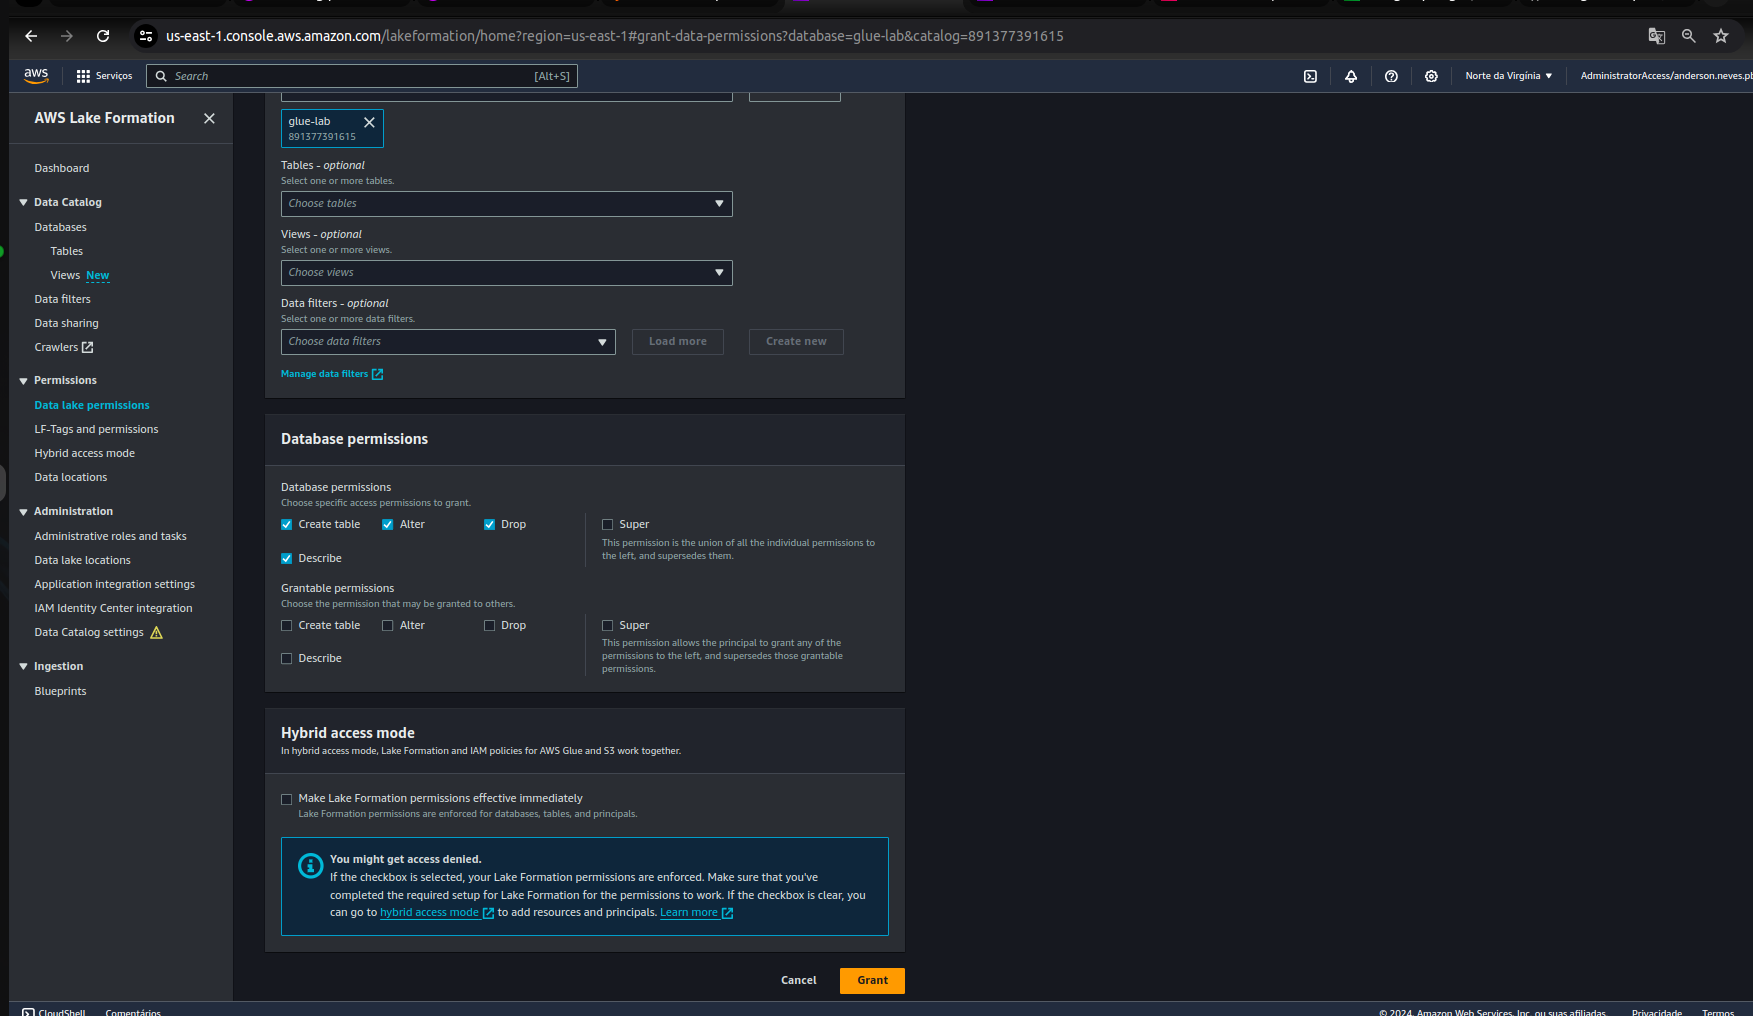 us-east-1.console.aws.amazon.com/lakeformation/home?region=us-east-1#grant-data-permissions?database=glue-lab&catalog=891377391615
aws
Serviços
Search
[Alt+S]
Norte da Virgínia
AdministratorAccess/anderson.neves.pb
AWS Lake Formation
Dashboard
Data Catalog
Databases
Tables
Views New
Data filters
Data sharing
Crawlers
Permissions
Data lake permissions
LF-Tags and permissions
Hybrid access mode
Data locations
Administration
Administrative roles and tasks
Data lake locations
Application integration settings
IAM Identity Center integration
Data Catalog settings
Ingestion
Blueprints
glue-lab
891377391615
Tables - optional
Select one or more tables.
Choose tables
Views - optional
Select one or more views.
Choose views
Data filters - optional
Select one or more data filters.
Choose data filters
Load more
Create new
Manage data filters
Database permissions
Database permissions
Choose specific access permissions to grant.
Create table
Alter
Drop
Describe
Super
This permission is the union of all the individual permissions to
the left, and supersedes them.
Grantable permissions
Choose the permission that may be granted to others.
Create table
Alter
Drop
Describe
Super
This permission allows the principal to grant any of the
permissions to the left, and supersedes those grantable
permissions.
Hybrid access mode
In hybrid access mode, Lake Formation and IAM policies for AWS Glue and S3 work together.
Make Lake Formation permissions effective immediately
Lake Formation permissions are enforced for databases, tables, and principals.
You might get access denied.
If the checkbox is selected, your Lake Formation permissions are enforced. Make sure that you've
completed the required setup for Lake Formation for the permissions to work. If the checkbox is clear, you
can go to hybrid access mode to add resources and principals. Learn more
Cancel
Grant
CloudShell
Comentários
© 2024, Amazon Web Services, Inc. ou suas afiliadas.
Privacidade
Termos